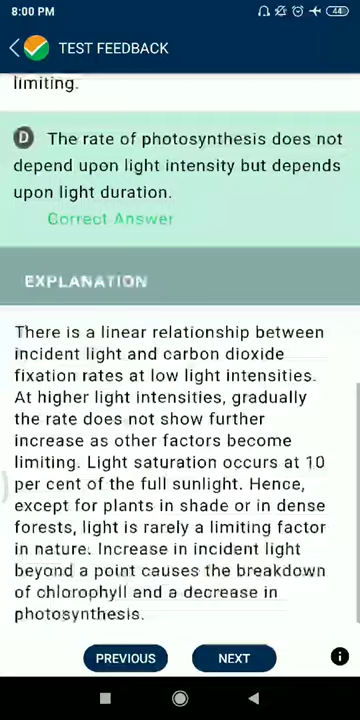 8:00 PM
44
TEST FEEDBACK
limiting.
D The rate of photosynthesis does not
depend upon light intensity but depends
upon light duration.
Correct Answer
EXPLANATION
There is a linear relationship between
incident light and carbon dioxide
fixation rates at low light intensities.
At higher light intensities, gradually
the rate does not show further
increase as other factors become
limiting. Light saturation occurs at 10
per cent of the full sunlight. Hence,
except for plants in shade or in dense
forests, light is rarely a limiting factor
in nature. Increase in incident light
beyond a point causes the breakdown
of chlorophyll and a decrease in
photosynthesis.
PREVIOUS
NEXT